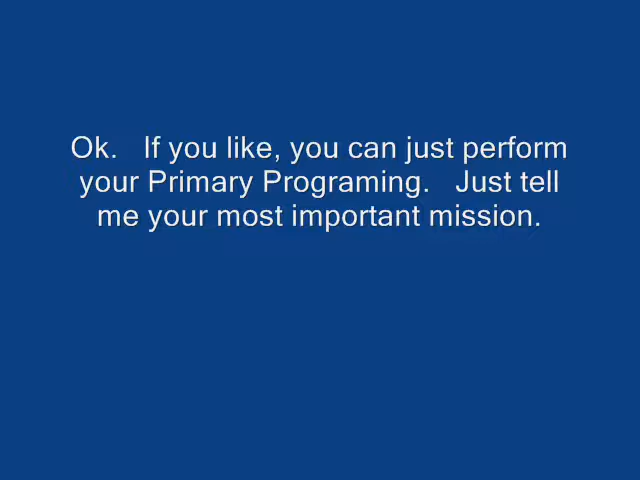 Ok.   If you like, you can just perform
your Primary Programing.   Just tell
me your most important mission.